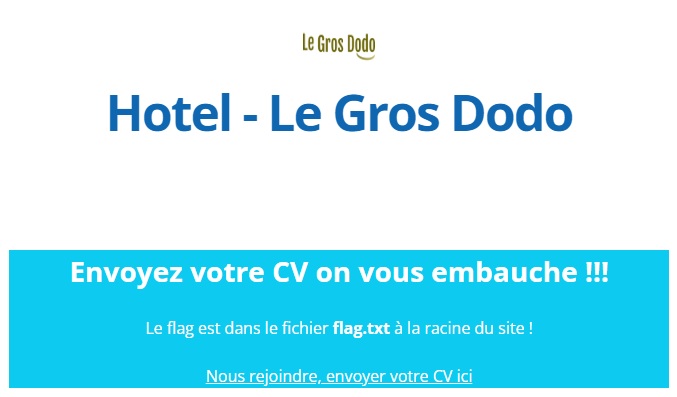 Le Gros Dodo
Hotel - Le Gros Dodo
Envoyez votre CV on vous embauche !!!
Le flag est dans le fichier flag.txt à la racine du site !
Nous rejoindre, envoyer votre CV ici